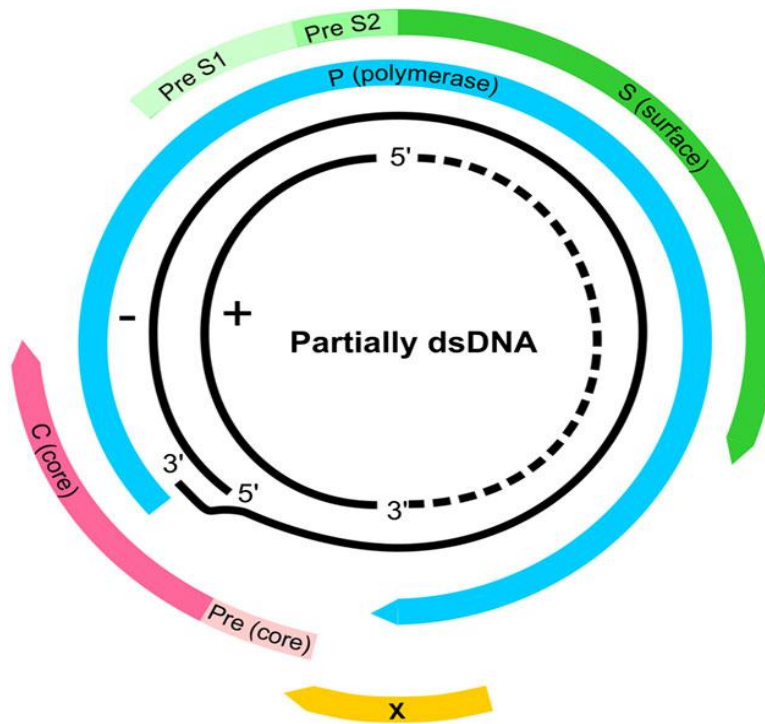 Pre S1
Pre S2
P (polymerase)
S (surface)
5'
-
+
Partially dsDNA
C (core)
3'
5'
3'
Pre (core)
X